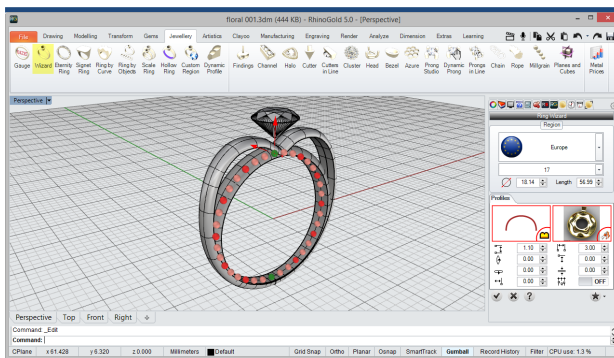 floral 001.3dm (444 KB) - RhinoGold 5.0 - [Perspective]
File Drawing Modelling Transform Gems Jewellery Artistics Clayoo Manufacturing Engraving Render Analyze Dimension Extras Learning
Gauge Wizard Eternity Ring Signet Ring Ring by Curve Ring by Objects Scale Ring Hollow Ring Custom Region Dynamic Profile Findings Channel Halo Cutter Cutters in Line Cluster Head Bezel Azure Prong Studio Dynamic Prong Prongs in Line Chain Rope Millgrain Planes and Cubes Metal Prices
Perspective
Ring Wizard
Region
Europe
17
18.14 Length 56.99
Profiles
1.10 3.00
0.00 0.00
0.00 0.00
0.00 OFF
Perspective Top Front Right
Command: _Edit
Command:
CPlane x 61.428 y 6.320 z 0.000 Millimeters Default Grid Snap Ortho Planar Osnap SmartTrack Gumball Record History Filter CPU use: 1.3 %